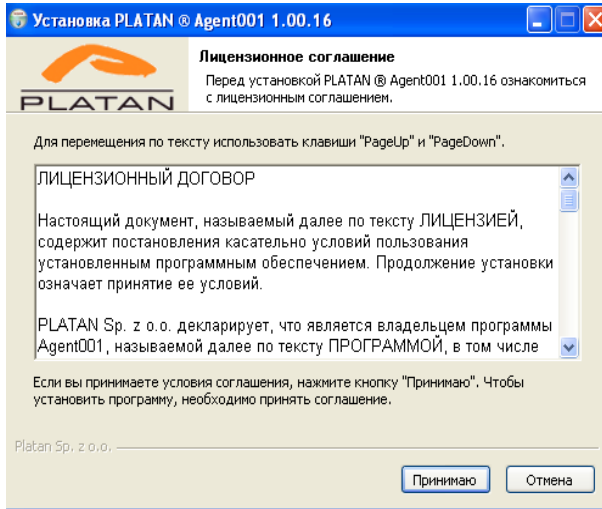 Установка PLATAN ® Agent001 1.00.16
PLATAN
Лицензионное соглашение
Перед установкой PLATAN ® Agent001 1.00.16 ознакомиться
с лицензионным соглашением.
Для перемещения по тексту использовать клавиши "PageUp" и "PageDown".
ЛИЦЕНЗИОННЫЙ ДОГОВОР
Настоящий документ, называемый далее по тексту ЛИЦЕНЗИЕЙ,
содержит постановления касательно условий пользования
установленным программным обеспечением. Продолжение установки
означает принятие ее условий.
PLATAN Sp. z o.o. декларирует, что является владельцем программы
Agent001, называемой далее по тексту ПРОГРАММОЙ, в том числе
Если вы принимаете условия соглашения, нажмите кнопку "Принимаю". Чтобы
установить программу, необходимо принять соглашение.
Platan Sp. z o.o.
Принимаю
Отмена